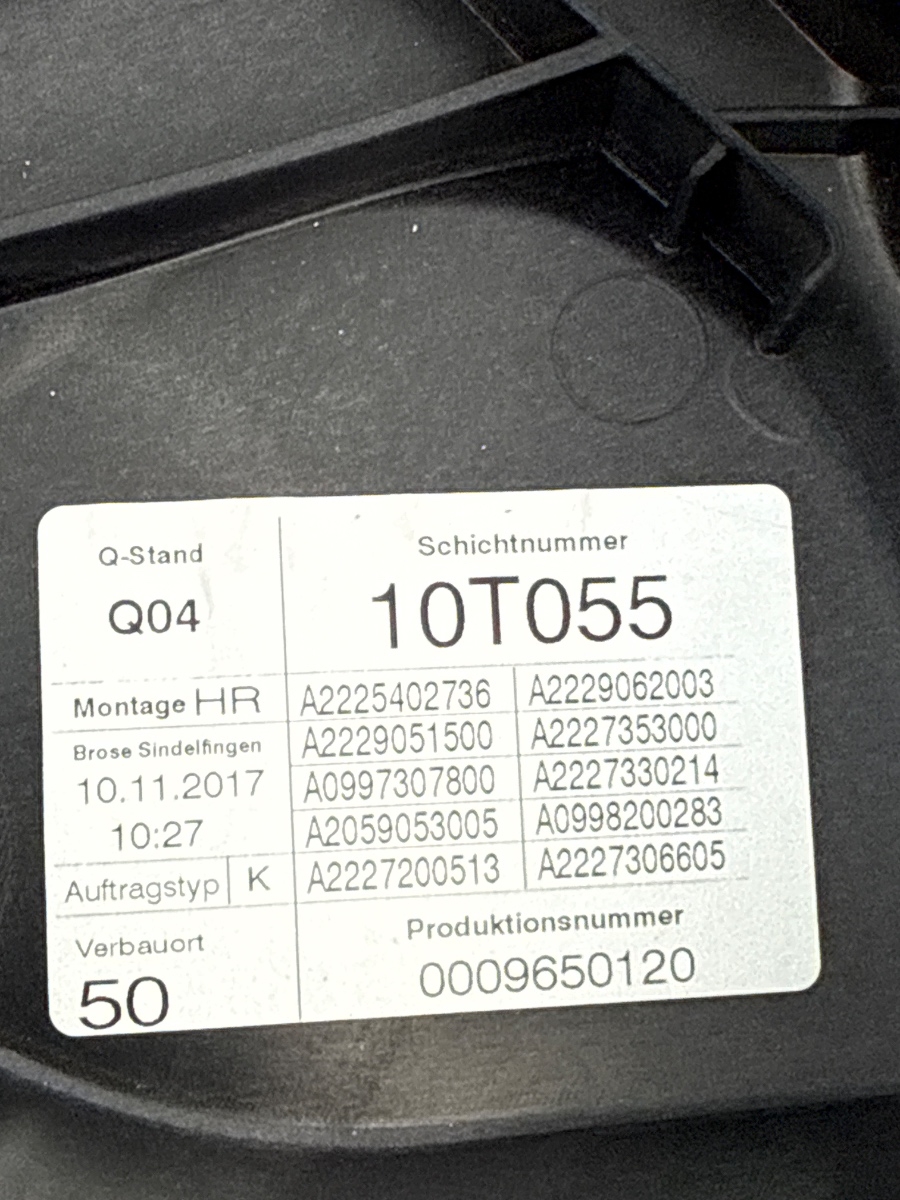 Q-Stand
Q04
Schichtnummer
10T055
Montage HR
Brose Sindelfingen
10.11.2017
10:27
Auftragstyp K
Verbauort
50
A2225402736 A2229062003
A2229051500 A2227353000
A0997307800 A2227330214
A2059053005 A0998200283
A2227200513 A2227306605
Produktionsnummer
0009650120